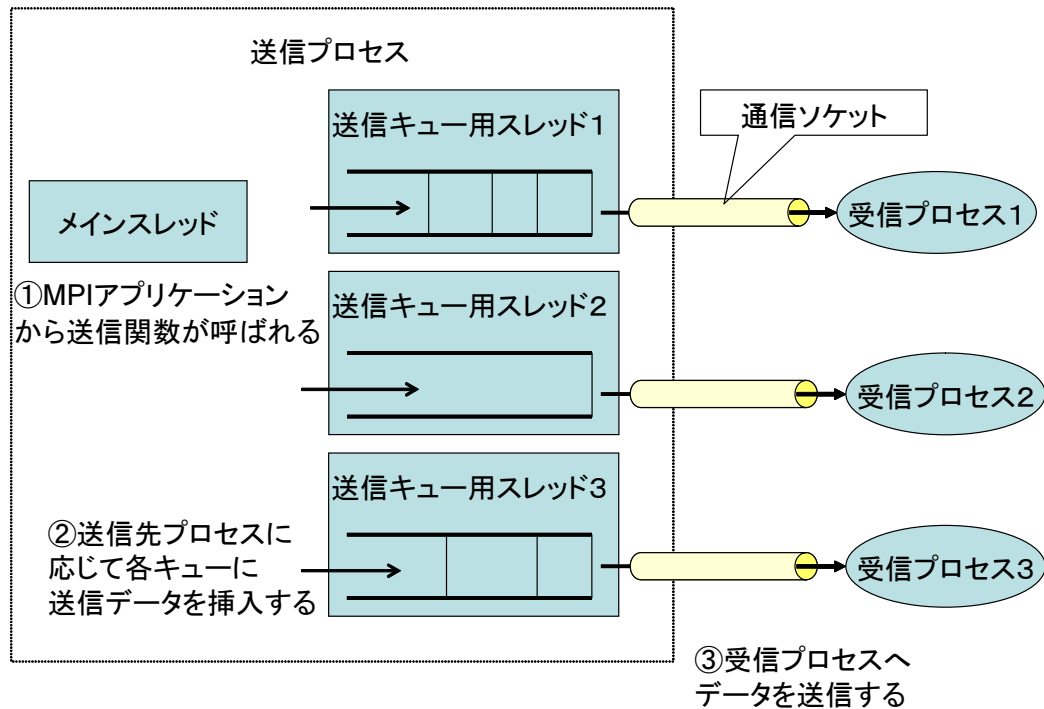 送信プロセス
送信キュー用スレッド1
通信ソケット
メインスレッド
受信プロセス1
①MPIアプリケーション
から送信関数が呼ばれる
送信キュー用スレッド2
受信プロセス2
送信キュー用スレッド3
②送信先プロセスに
応じて各キューに
送信データを挿入する
受信プロセス3
③受信プロセスへ
データを送信する